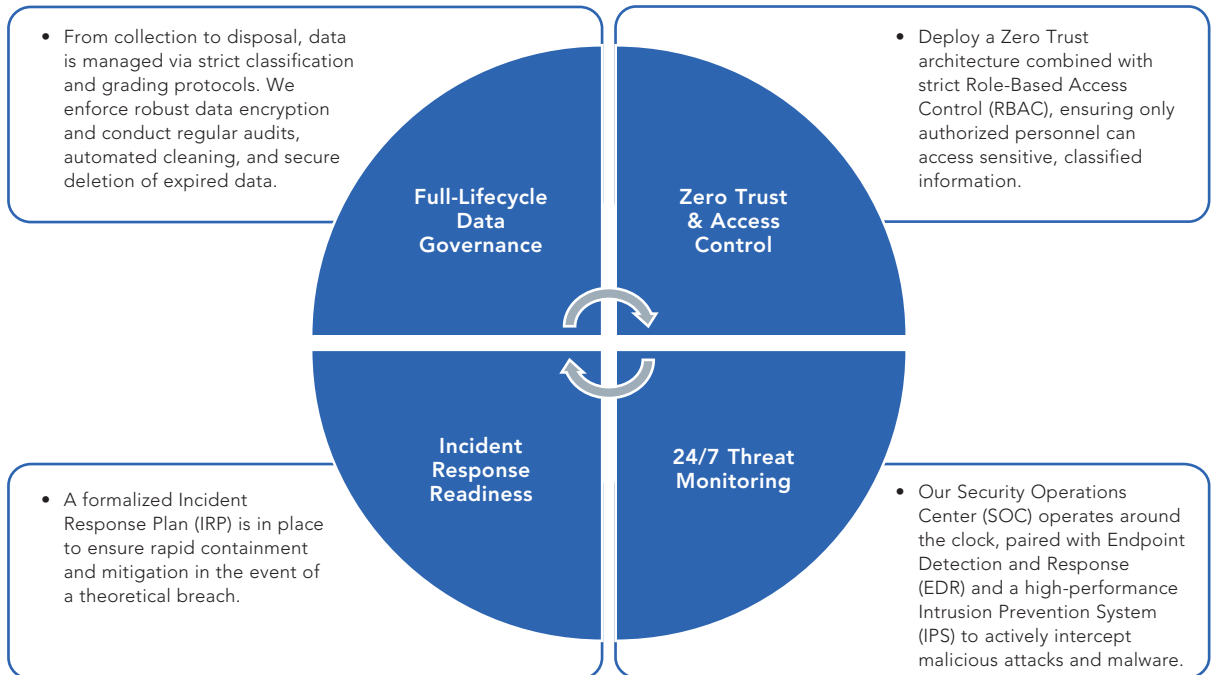 • From collection to disposal, data
is managed via strict classification
and grading protocols. We
enforce robust data encryption
and conduct regular audits,
automated cleaning, and secure
deletion of expired data.
Full-Lifecycle
Data
Governance
• Deploy a Zero Trust
architecture combined with
strict Role-Based Access
Control (RBAC), ensuring only
authorized personnel can
access sensitive, classified
information.
Zero Trust
& Access
Control
Incident
Response
Readiness
• A formalized Incident
Response Plan (IRP) is in place
to ensure rapid containment
and mitigation in the event of
a theoretical breach.
24/7 Threat
Monitoring
• Our Security Operations
Center (SOC) operates around
the clock, paired with Endpoint
Detection and Response
(EDR) and a high-performance
Intrusion Prevention System
(IPS) to actively intercept
malicious attacks and malware.